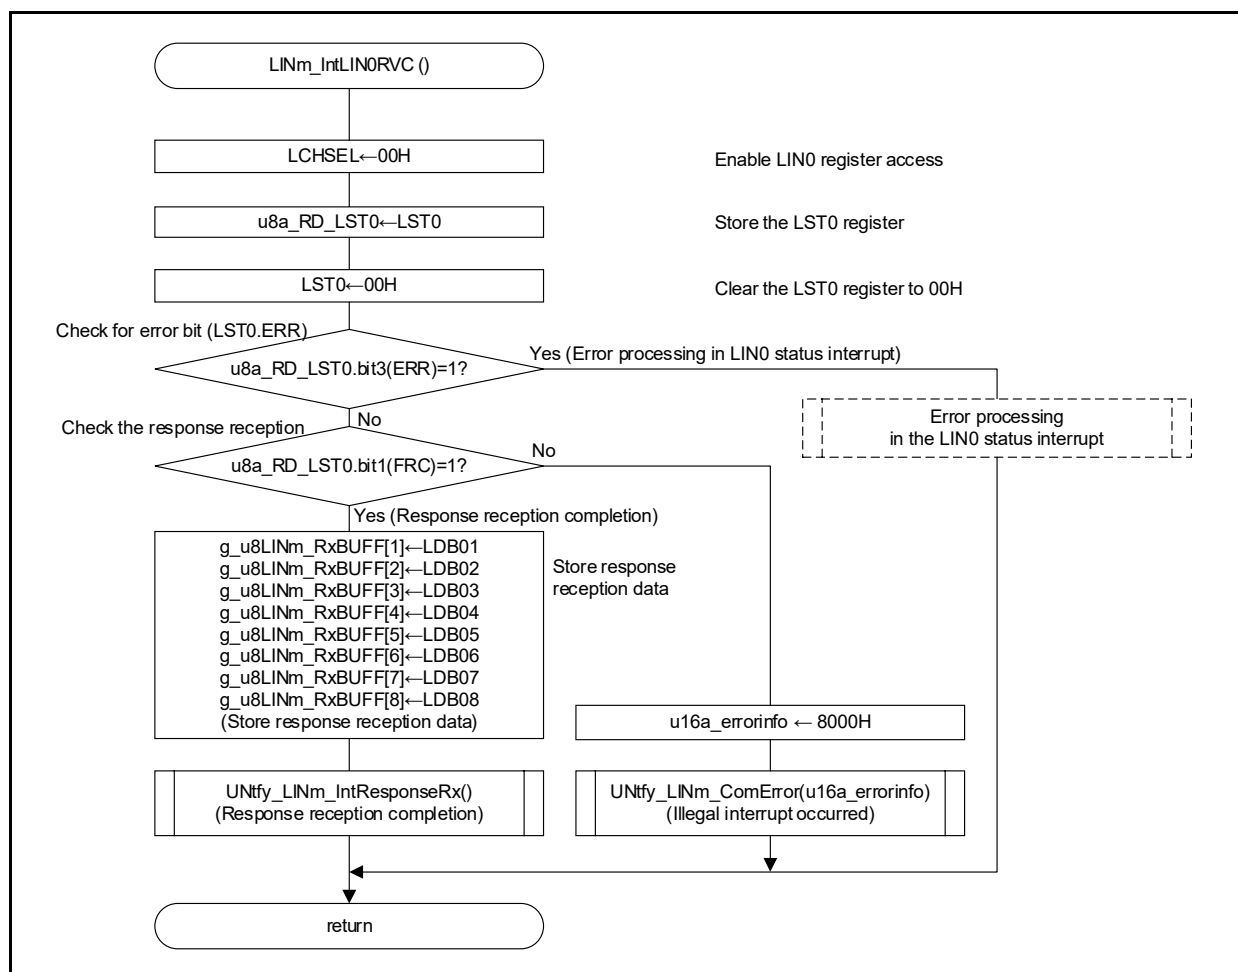 LINm_IntLIN0RVC ()
LCHSEL←00H
Enable LIN0 register access
u8a_RD_LST0←LST0
Store the LST0 register
LST0←00H
Clear the LST0 register to 00H
Check for error bit (LST0.ERR)
u8a_RD_LST0.bit3(ERR)=1?
Yes (Error processing in LIN0 status interrupt)
Error processing
in the LIN0 status interrupt
No
Check the response reception
u8a_RD_LST0.bit1(FRC)=1?
No
Yes (Response reception completion)
g_u8LINm_RxBUFF[1]←LDB01
g_u8LINm_RxBUFF[2]←LDB02
g_u8LINm_RxBUFF[3]←LDB03
g_u8LINm_RxBUFF[4]←LDB04
g_u8LINm_RxBUFF[5]←LDB05
g_u8LINm_RxBUFF[6]←LDB06
g_u8LINm_RxBUFF[7]←LDB07
g_u8LINm_RxBUFF[8]←LDB08
(Store response reception data)
Store response
reception data
u16a_errorinfo ← 8000H
UNtfy_LINm_IntResponseRx()
(Response reception completion)
UNtfy_LINm_ComError(u16a_errorinfo)
(Illegal interrupt occurred)
return